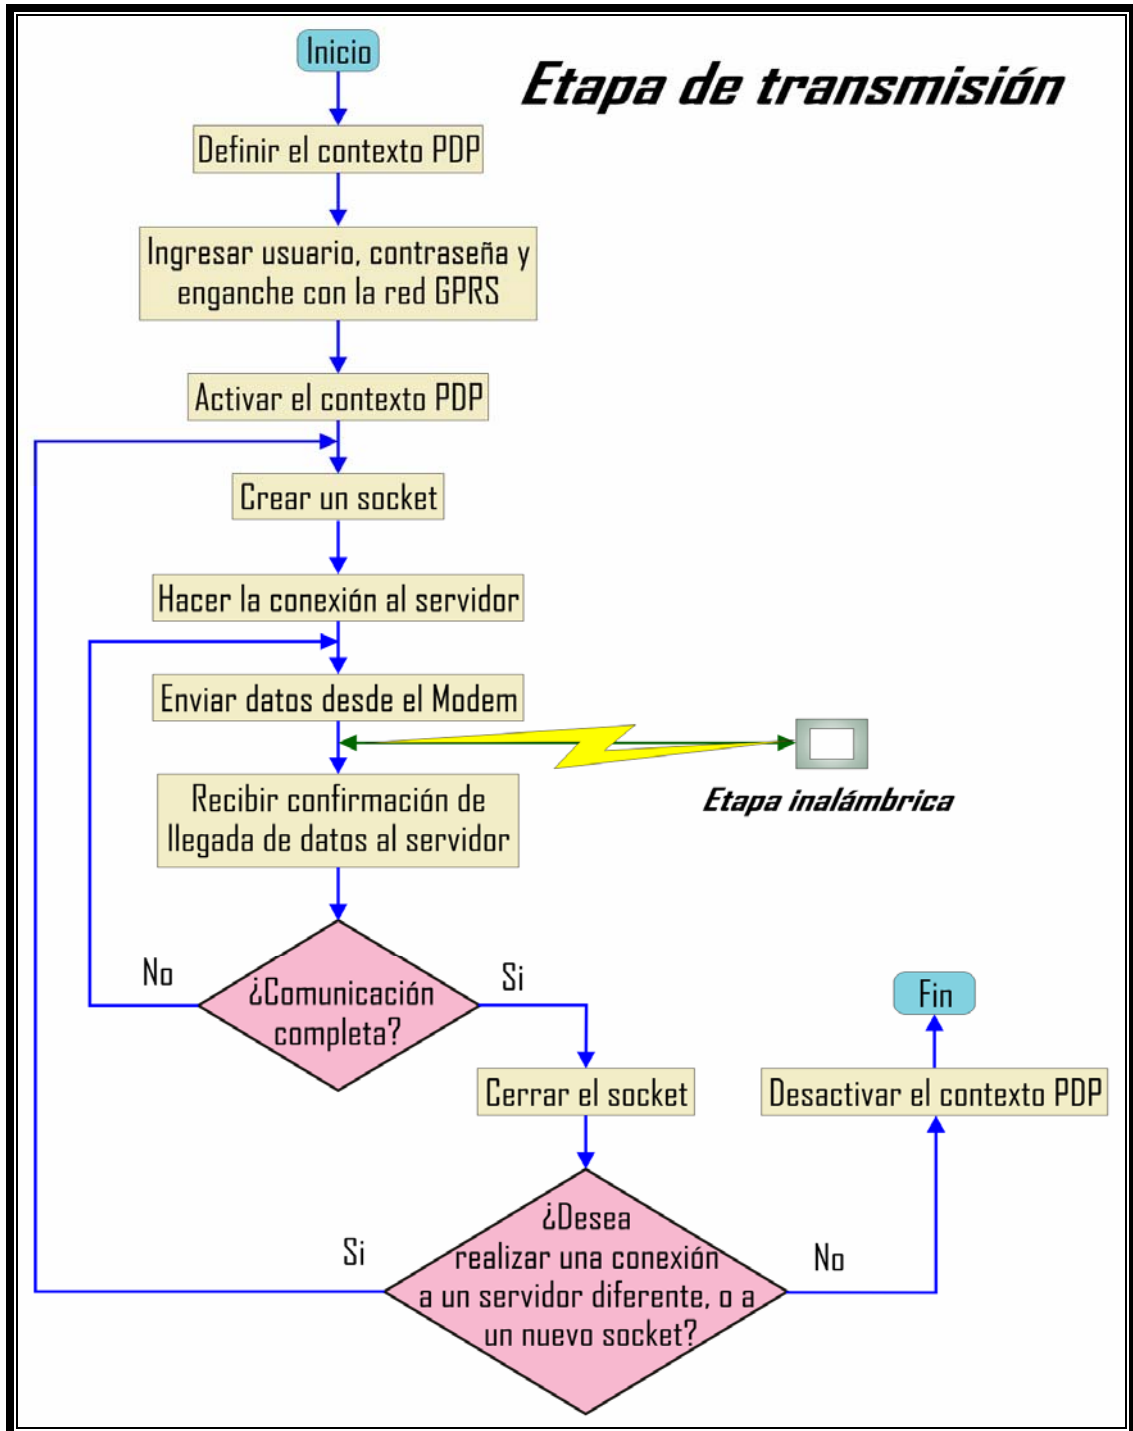 Inicio
Etapa de transmisión
Definir el contexto PDP
Ingresar usuario, contraseña y
enganche con la red GPRS
Activar el contexto PDP
Crear un socket
Hacer la conexión al servidor
Enviar datos desde el Modem
Etapa inalámbrica
Recibir confirmación de
llegada de datos al servidor
No
¿Comunicación
completa?
Si
Fin
Cerrar el socket
Desactivar el contexto PDP
Si
¿Desea
realizar una conexión
a un servidor diferente, o a
un nuevo socket?
No